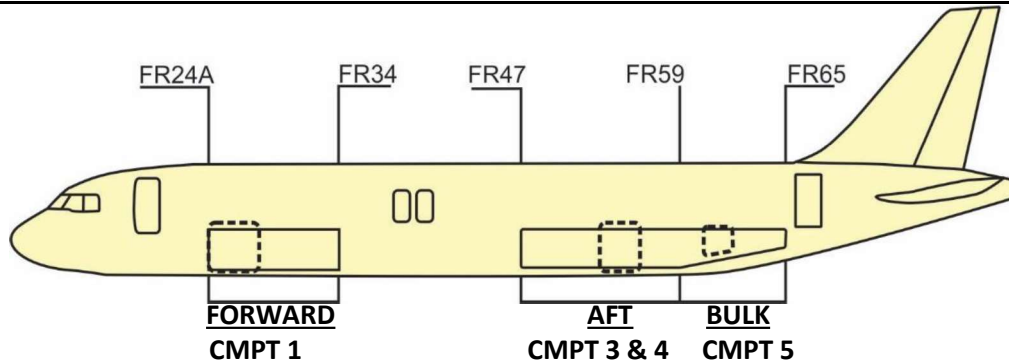 FR24A FR34 FR47 FR59 FR65
FORWARD AFT BULK
CMPT 1 CMPT 3 & 4 CMPT 5